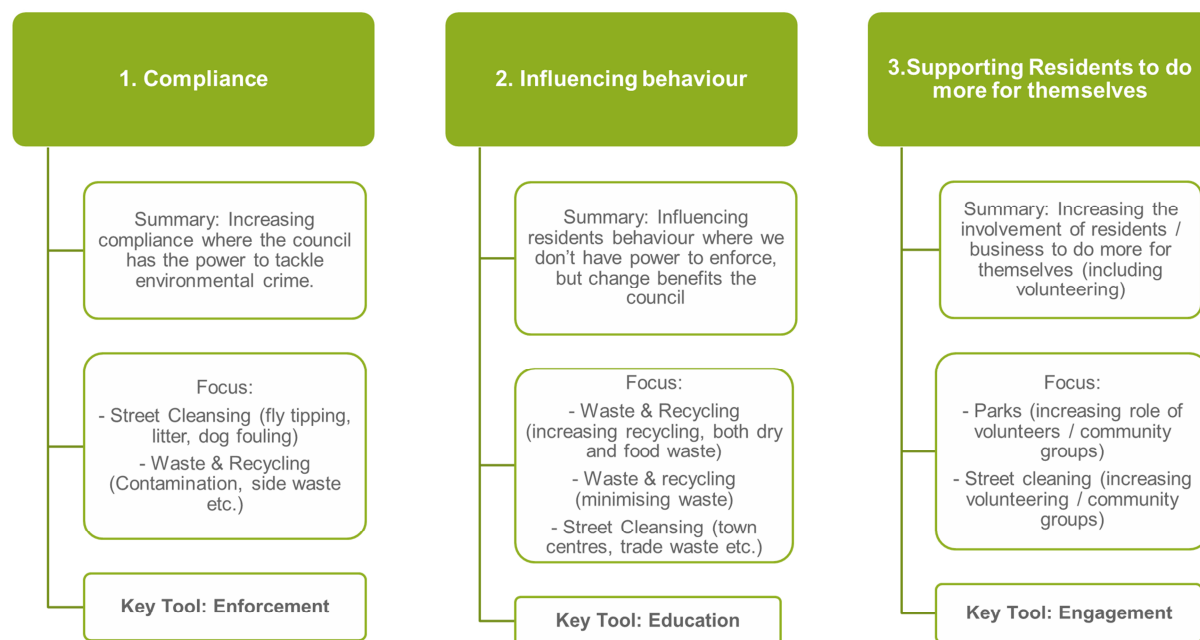 1. Compliance
Summary: Increasing
compliance where the council
has the power to tackle
environmental crime.
Focus:
- Street Cleansing (fly tipping,
litter, dog fouling)
- Waste & Recycling
(Contamination, side waste
etc.)
Key Tool: Enforcement
2. Influencing behaviour
Summary: Influencing
residents behaviour where we
don't have power to enforce,
but change benefits the
council
Focus:
- Waste & Recycling
(increasing recycling, both dry
and food waste)
- Waste & recycling
(minimising waste)
- Street Cleansing (town
centres, trade waste etc.)
Key Tool: Education
3.Supporting Residents to do
more for themselves
Summary: Increasing the
involvement of residents /
business to do more for
themselves (including
volunteering)
Focus:
- Parks (increasing role of
volunteers / community
groups)
- Street cleaning (increasing
volunteering / community
groups)
Key Tool: Engagement